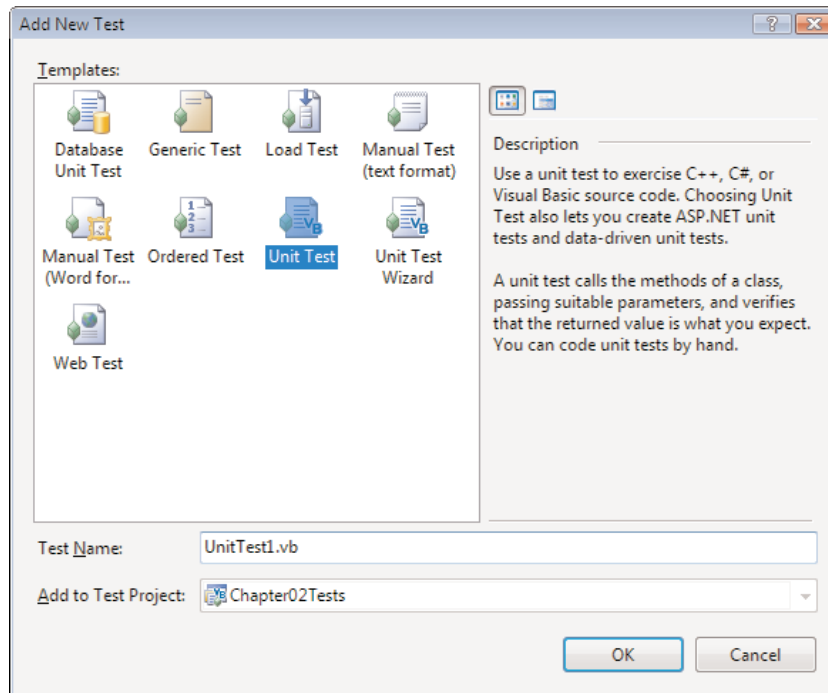 Add New Test
Templates:
Database
Unit Test
Generic Test
Load Test
Manual Test
(text format)
Manual Test
(Word for...
Ordered Test
Unit Test
Unit Test
Wizard
Web Test
Description
Use a unit test to exercise C++, C#, or
Visual Basic source code. Choosing Unit
Test also lets you create ASP.NET unit
tests and data-driven unit tests.
A unit test calls the methods of a class,
passing suitable parameters, and verifies
that the returned value is what you expect.
You can code unit tests by hand.
Test Name:
UnitTest1.vb
Add to Test Project:
Chapter02Tests
OK
Cancel